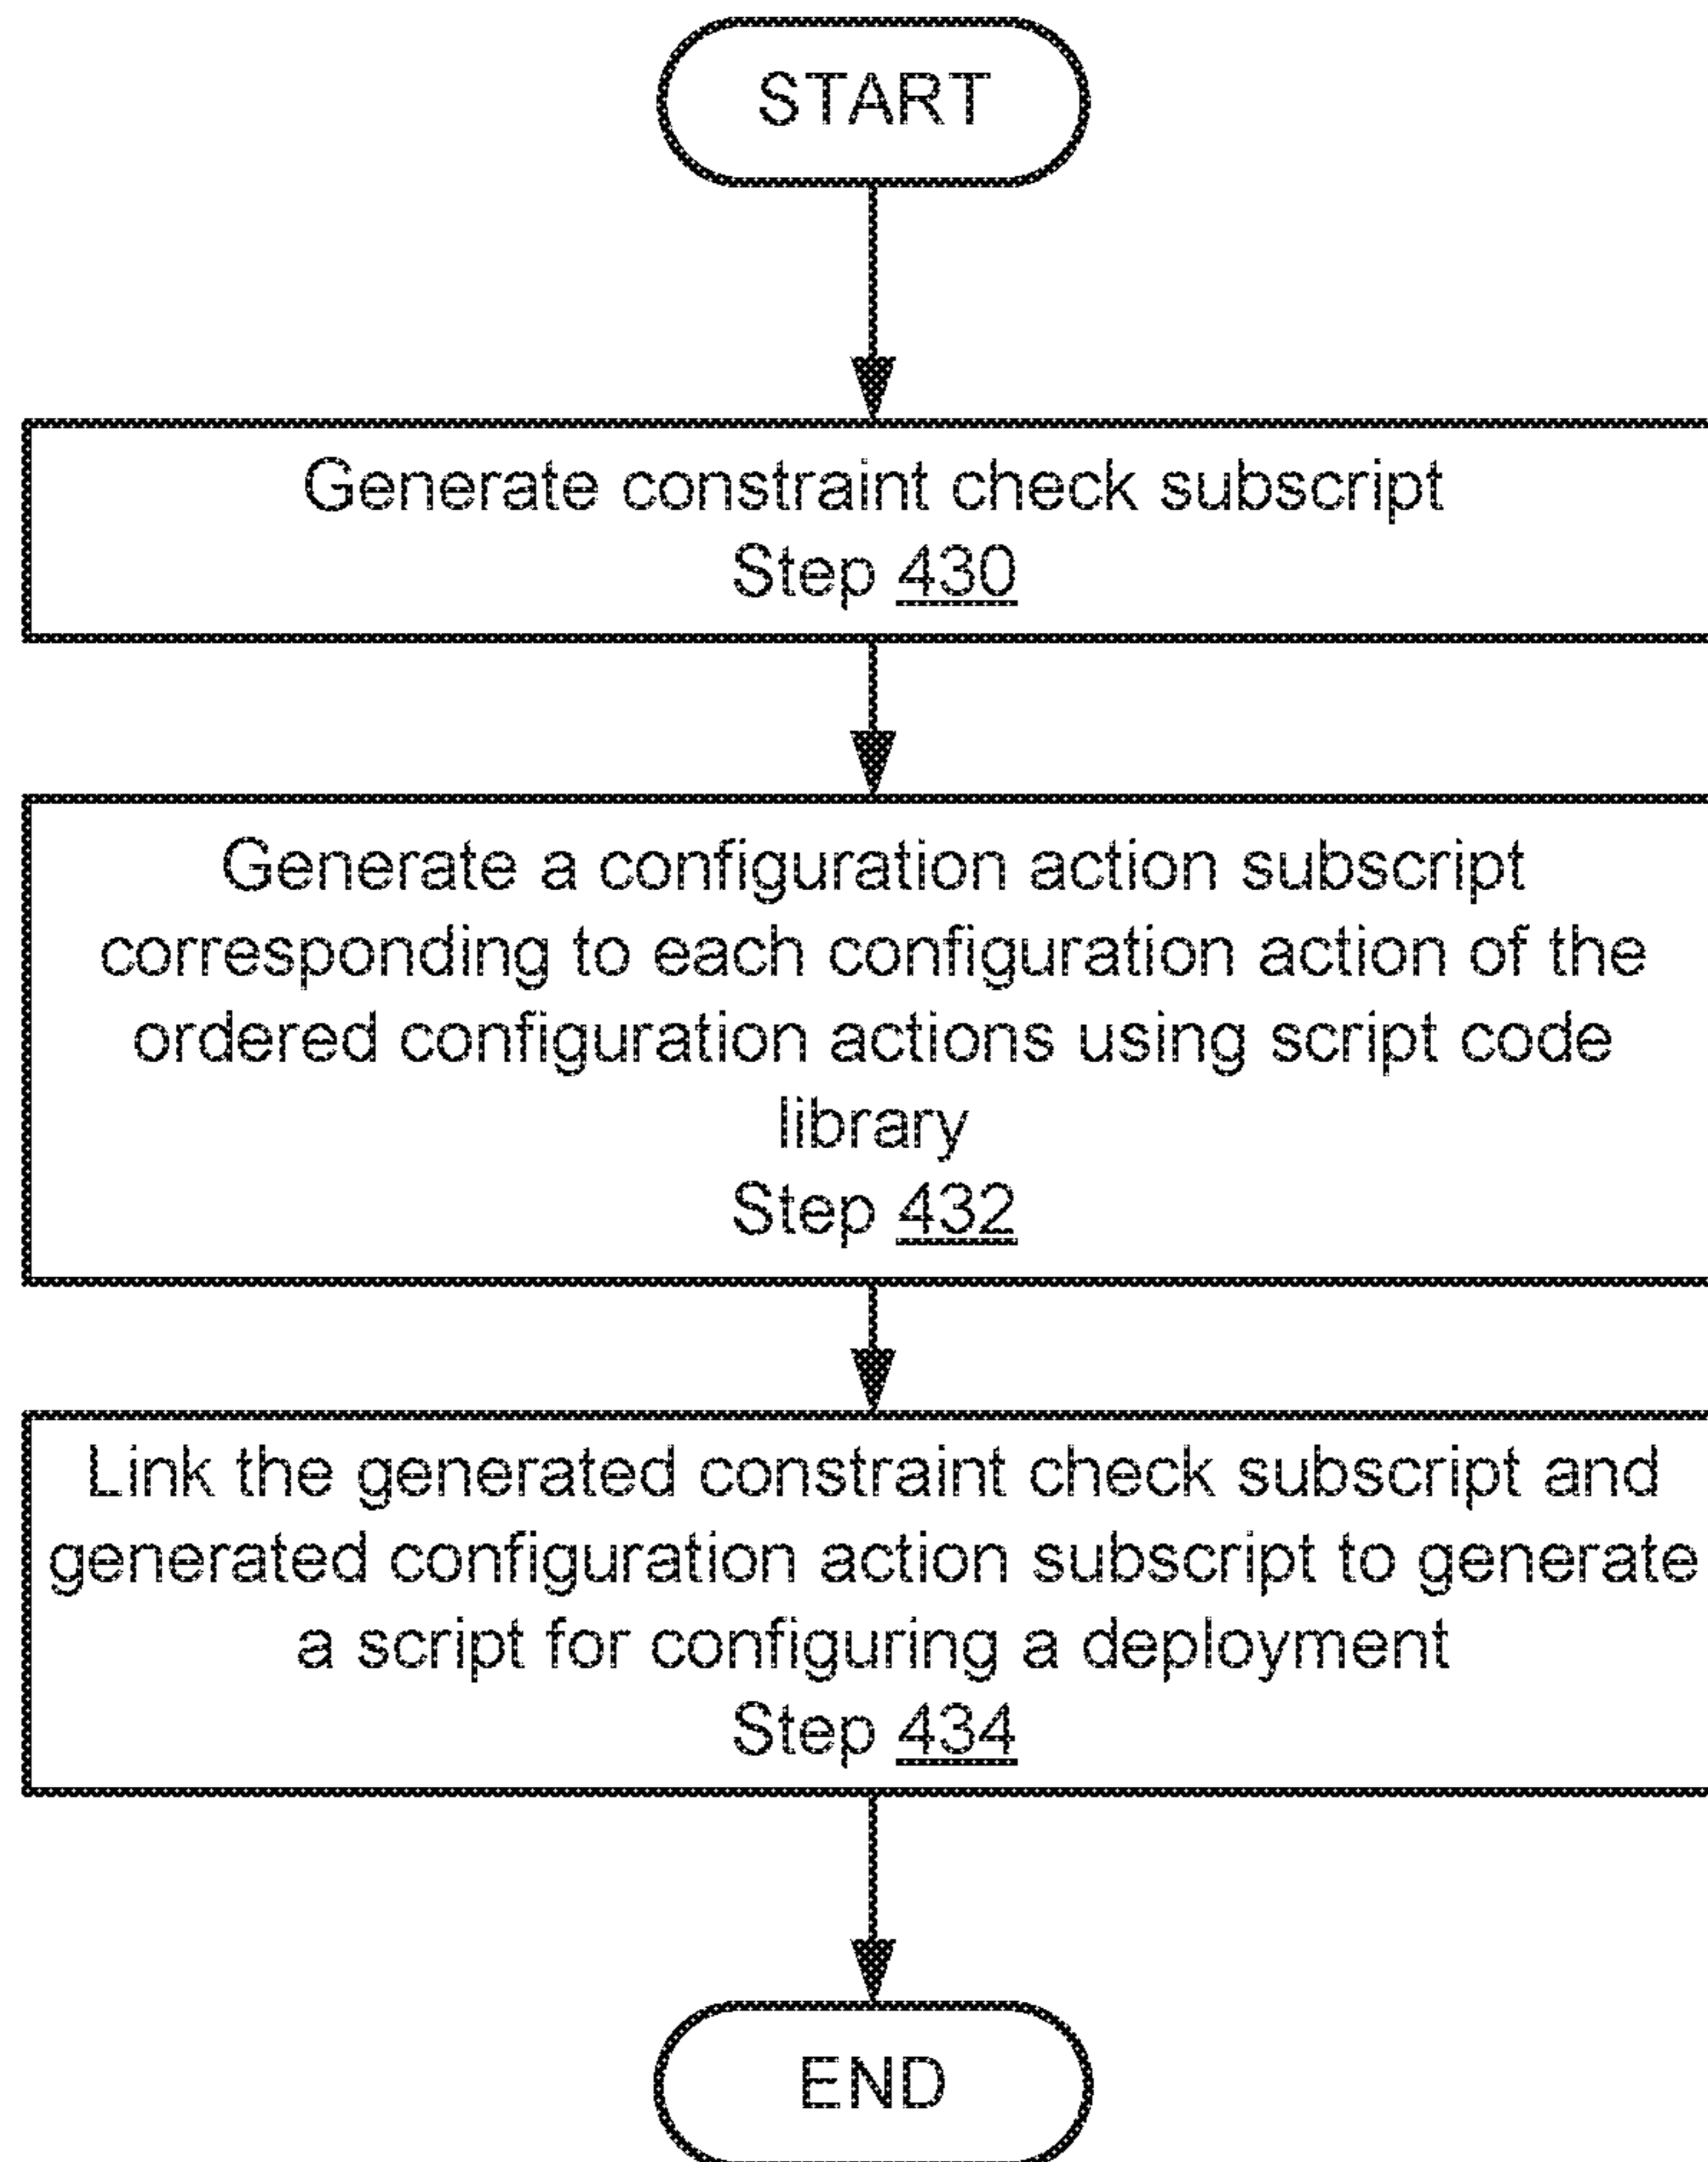 START
Generate constraint check subscript
Step 430
Generate a configuration action subscript
corresponding to each configuration action of the
ordered configuration actions using script code
library
Step 432
Link the generated constraint check subscript and
generated configuration action subscript to generate
a script for configuring a deployment
Step 434
END